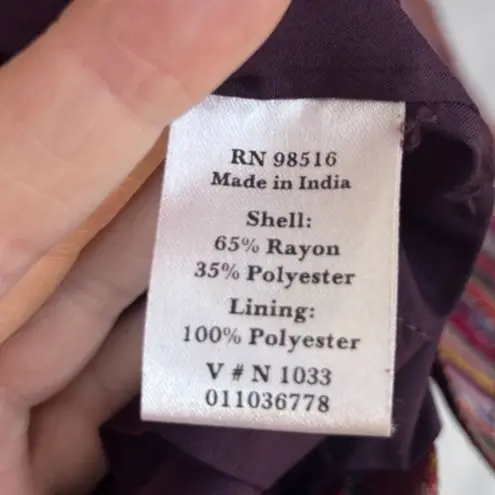 RN 98516
Made in India
Shell:
65% Rayon
35% Polyester
Lining:
100% Polyester
V # N 1033
011036778